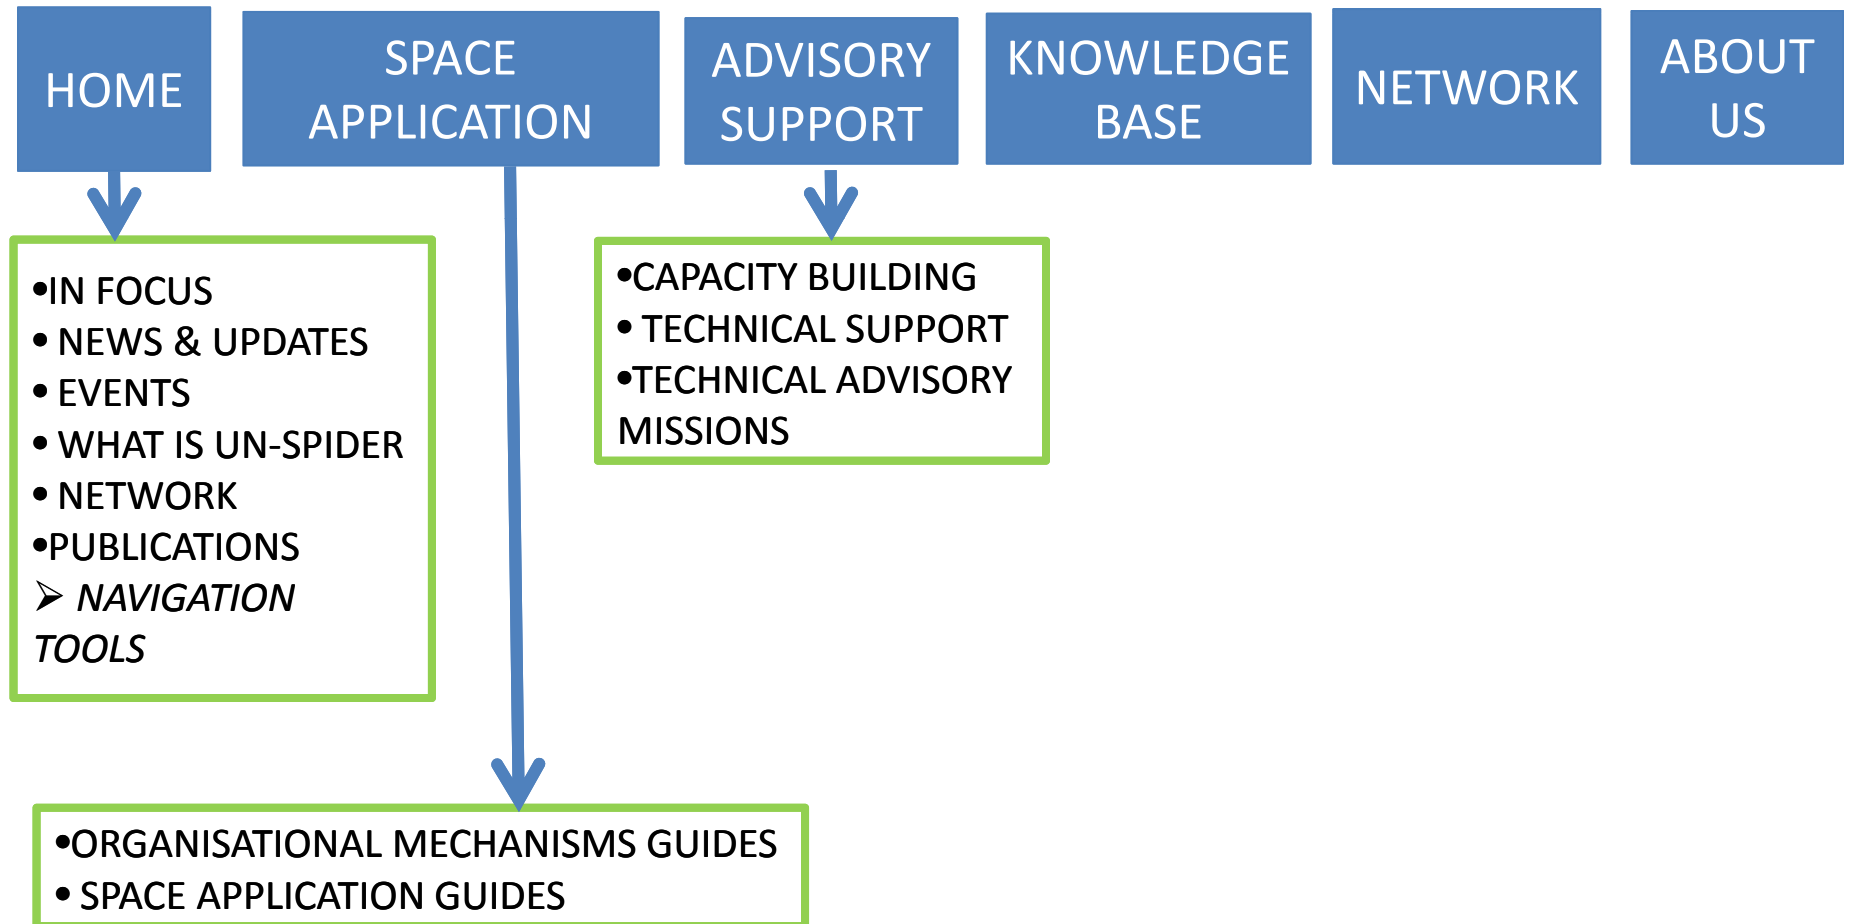 HOME
SPACE
APPLICATION
ADVISORY
SUPPORT
KNOWLEDGE
BASE
NETWORK
ABOUT
US
•IN FOCUS
• NEWS & UPDATES
• EVENTS
• WHAT IS UN-SPIDER
• NETWORK
•PUBLICATIONS
➢ NAVIGATION
TOOLS
•CAPACITY BUILDING
• TECHNICAL SUPPORT
•TECHNICAL ADVISORY
MISSIONS
•ORGANISATIONAL MECHANISMS GUIDES
• SPACE APPLICATION GUIDES